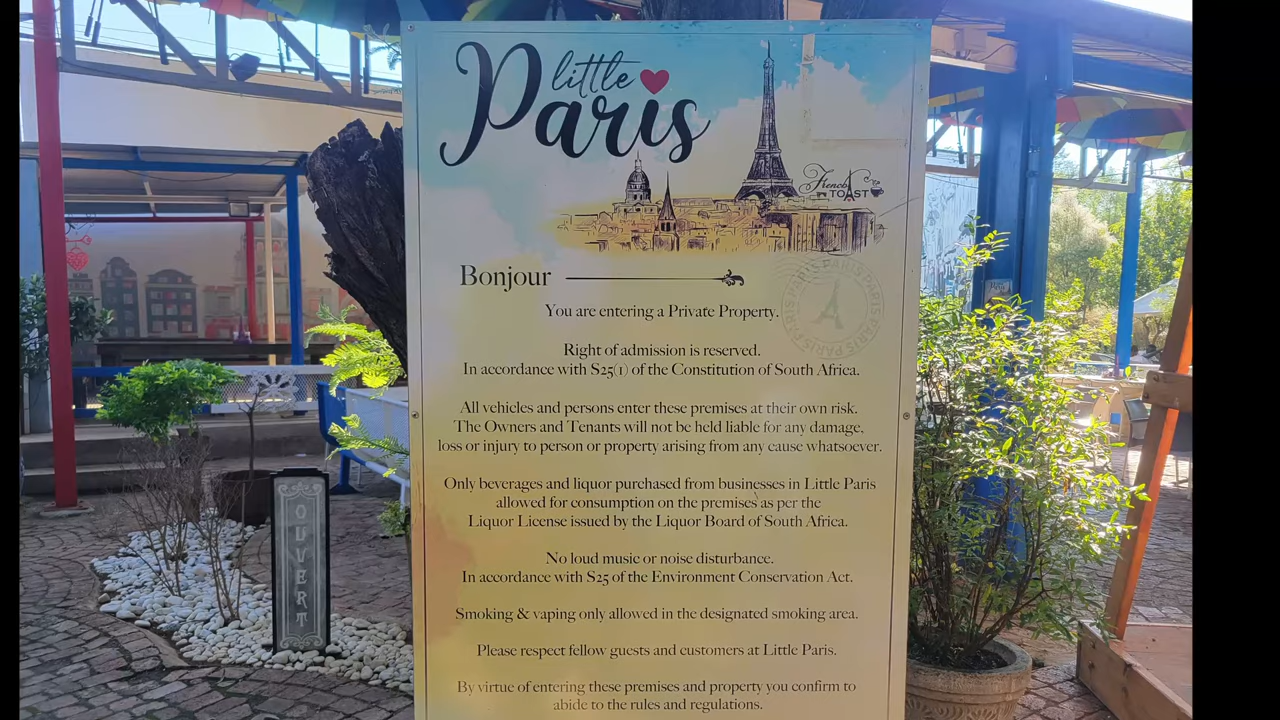 little
Paris
French
TOAST
Bonjour
PARIS PARIS PARIS PARIS
You are entering a Private Property.
Right of admission is reserved.
In accordance with S25(1) of the Constitution of South Africa.
All vehicles and persons enter these premises at their own risk.
The Owners and Tenants will not be held liable for any damage,
loss or injury to person or property arising from any cause whatsoever.
Only beverages and liquor purchased from businesses in Little Paris
allowed for consumption on the premises as per the
Liquor License issued by the Liquor Board of South Africa.
No loud music or noise disturbance.
In accordance with S25 of the Environment Conservation Act.
Smoking & vaping only allowed in the designated smoking area.
Please respect fellow guests and customers at Little Paris.
By virtue of entering these premises and property you confirm to
abide to the rules and regulations.
OUVERT